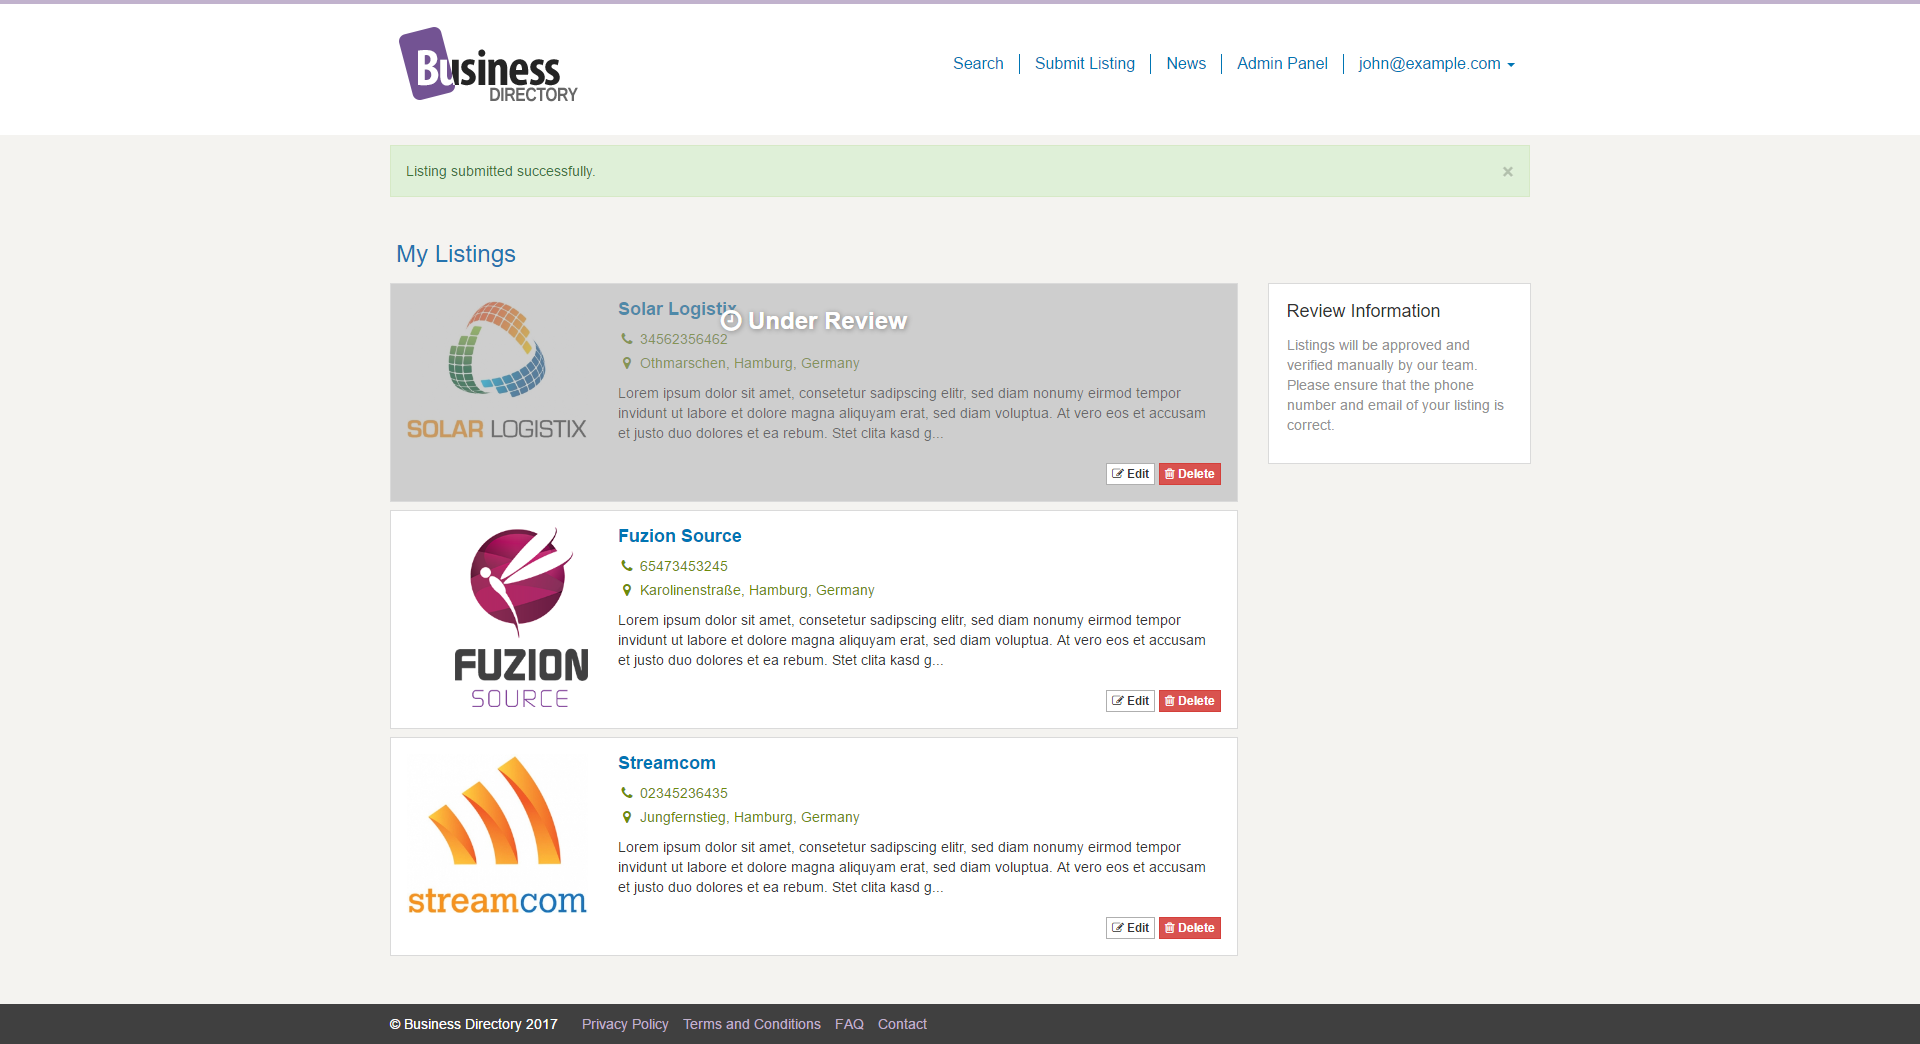 Business
DIRECTORY
Search
Submit Listing
News
Admin Panel
john@example.com
Listing submitted successfully.
×
My Listings
SOLAR LOGISTIX
Solar Logistix
Under Review
34562356462
Othmarschen, Hamburg, Germany
Lorem ipsum dolor sit amet, consetetur sadipscing elitr, sed diam nonumy eirmod tempor
invidunt ut labore et dolore magna aliquyam erat, sed diam voluptua. At vero eos et accusam
et justo duo dolores et ea rebum. Stet clita kasd g...
Edit
Delete
Review Information
Listings will be approved and
verified manually by our team.
Please ensure that the phone
number and email of your listing is
correct.
FUZION
SOURCE
Fuzion Source
65473453245
Karolinenstraße, Hamburg, Germany
Lorem ipsum dolor sit amet, consetetur sadipscing elitr, sed diam nonumy eirmod tempor
invidunt ut labore et dolore magna aliquyam erat, sed diam voluptua. At vero eos et accusam
et justo duo dolores et ea rebum. Stet clita kasd g...
Edit
Delete
streamcom
Streamcom
02345236435
Jungfernstieg, Hamburg, Germany
Lorem ipsum dolor sit amet, consetetur sadipscing elitr, sed diam nonumy eirmod tempor
invidunt ut labore et dolore magna aliquyam erat, sed diam voluptua. At vero eos et accusam
et justo duo dolores et ea rebum. Stet clita kasd g...
Edit
Delete
© Business Directory 2017
Privacy Policy
Terms and Conditions
FAQ
Contact